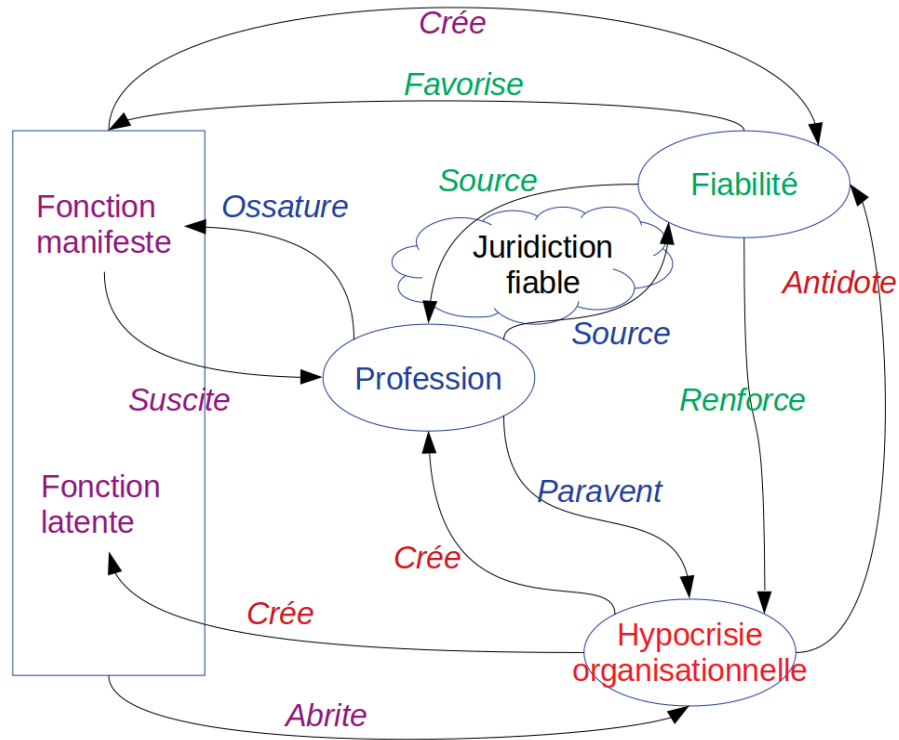 Crée
Favorise
Source
Fiabilité
Fonction
manifeste
Ossature
Juridiction
fiable
Antidote
Source
Profession
Suscite
Renforce
Fonction
latente
Paravent
Crée
Crée
Hypocrisie
organisationnelle
Abrite